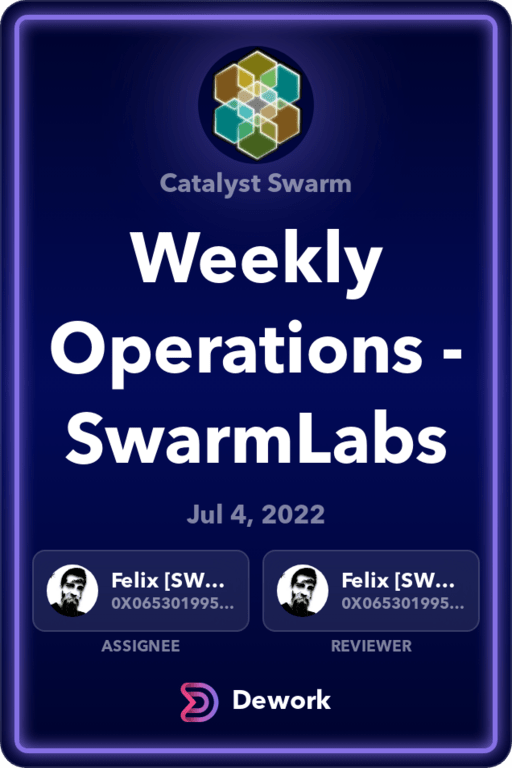 Catalyst Swarm
Weekly
Operations -
SwarmLabs
Jul 4, 2022
Felix [SW... Felix [SW...
0X065301995... 0X065301995...
ASSIGNEE REVIEWER
Dework